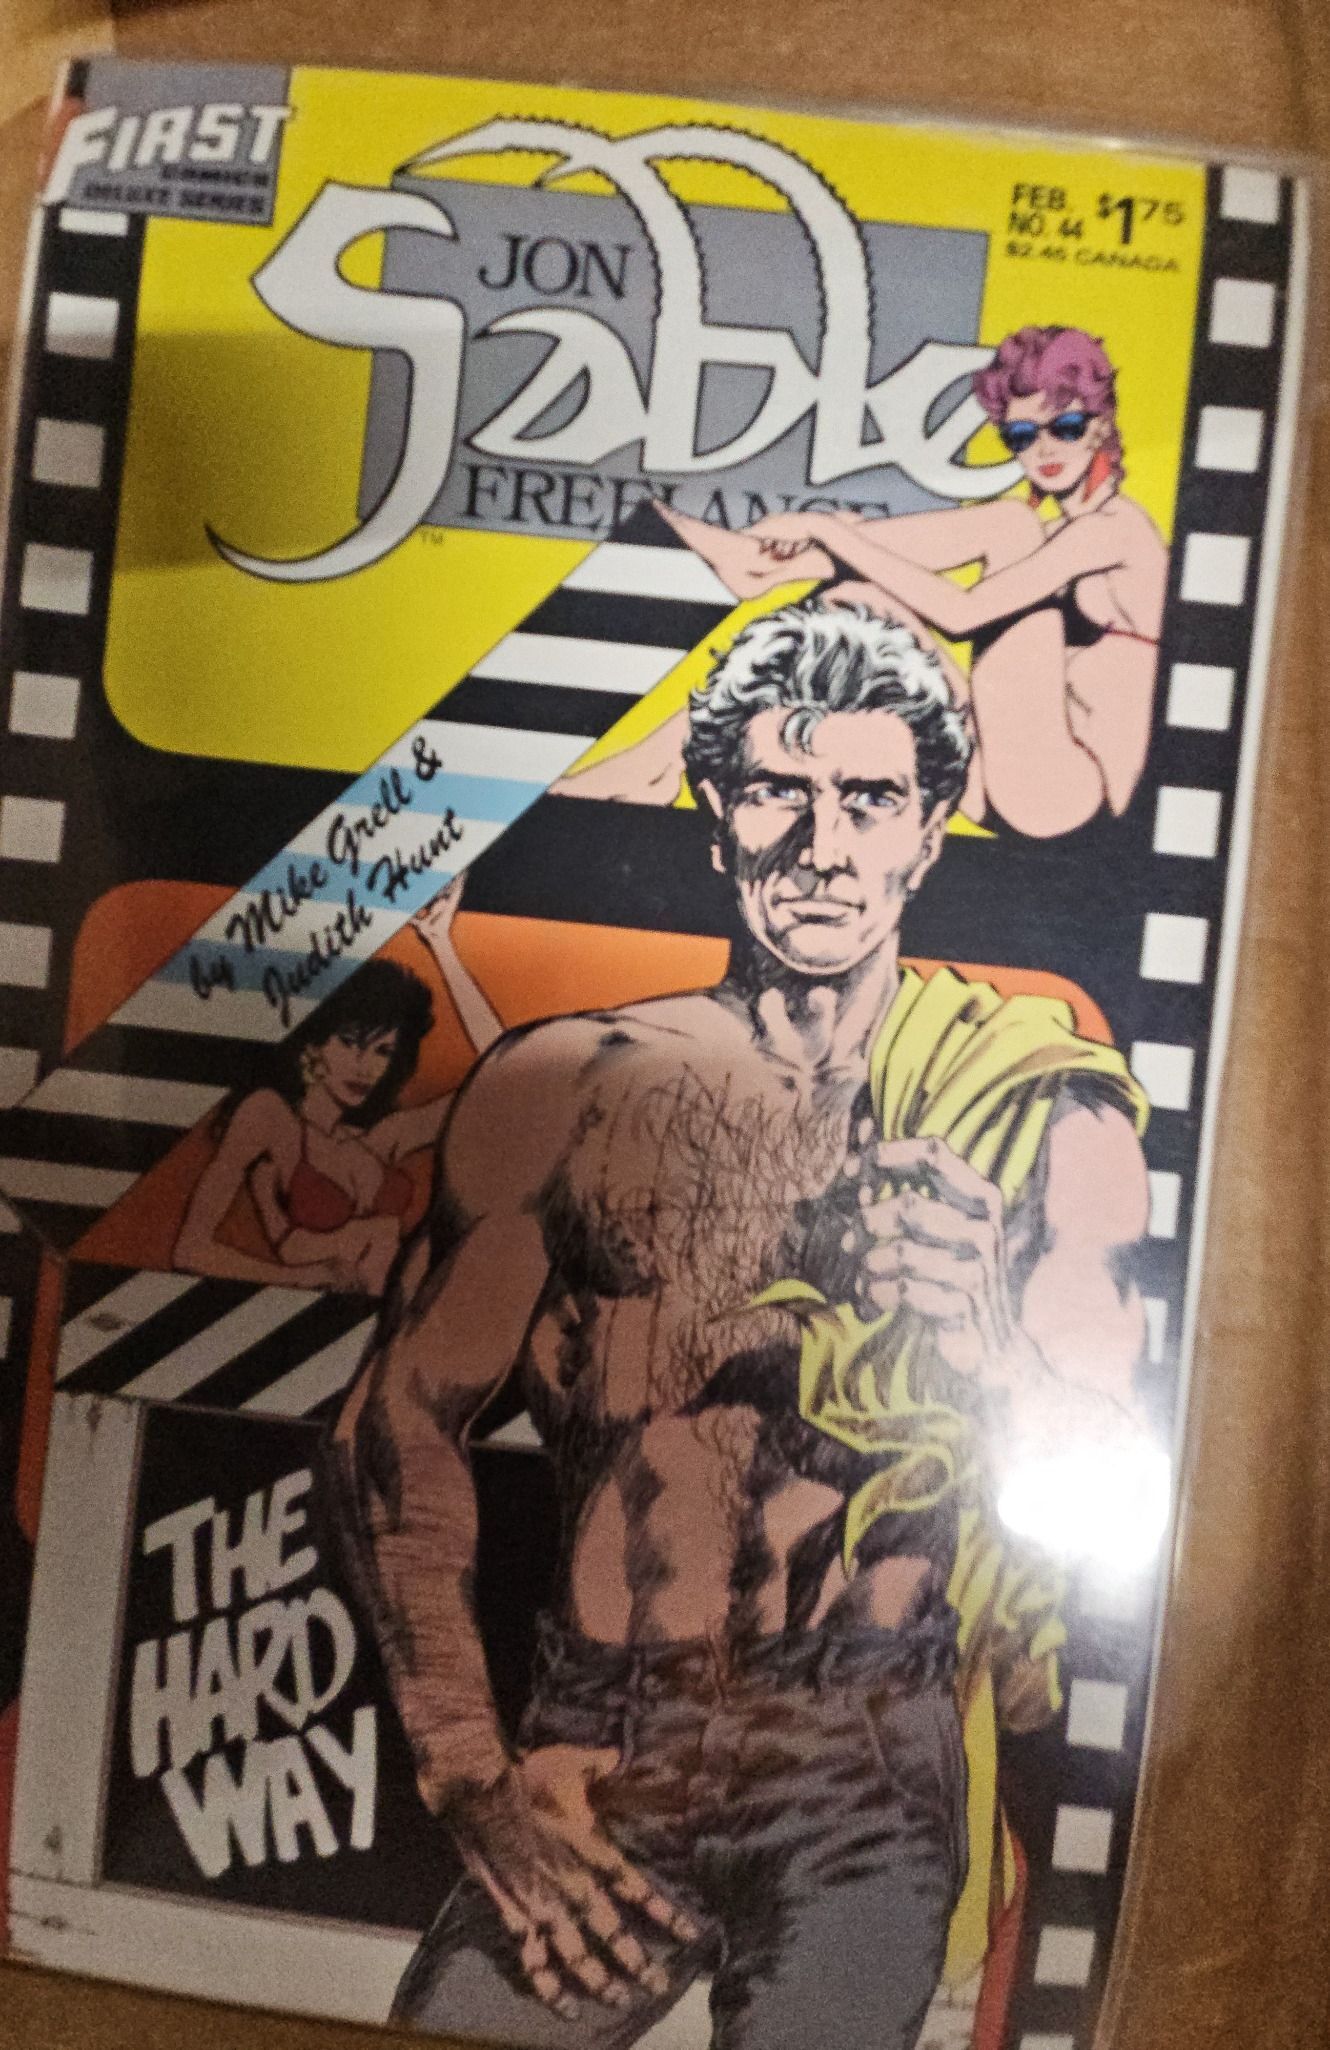 FIRST
COMICS
DELUXE SERIES
JON
Sable
FREELANCE
TM
FEB. $1.75
NO. 44
$2.45 CANADA
by Mike Grell &
Judith Hunt
THE
HARD
WAY